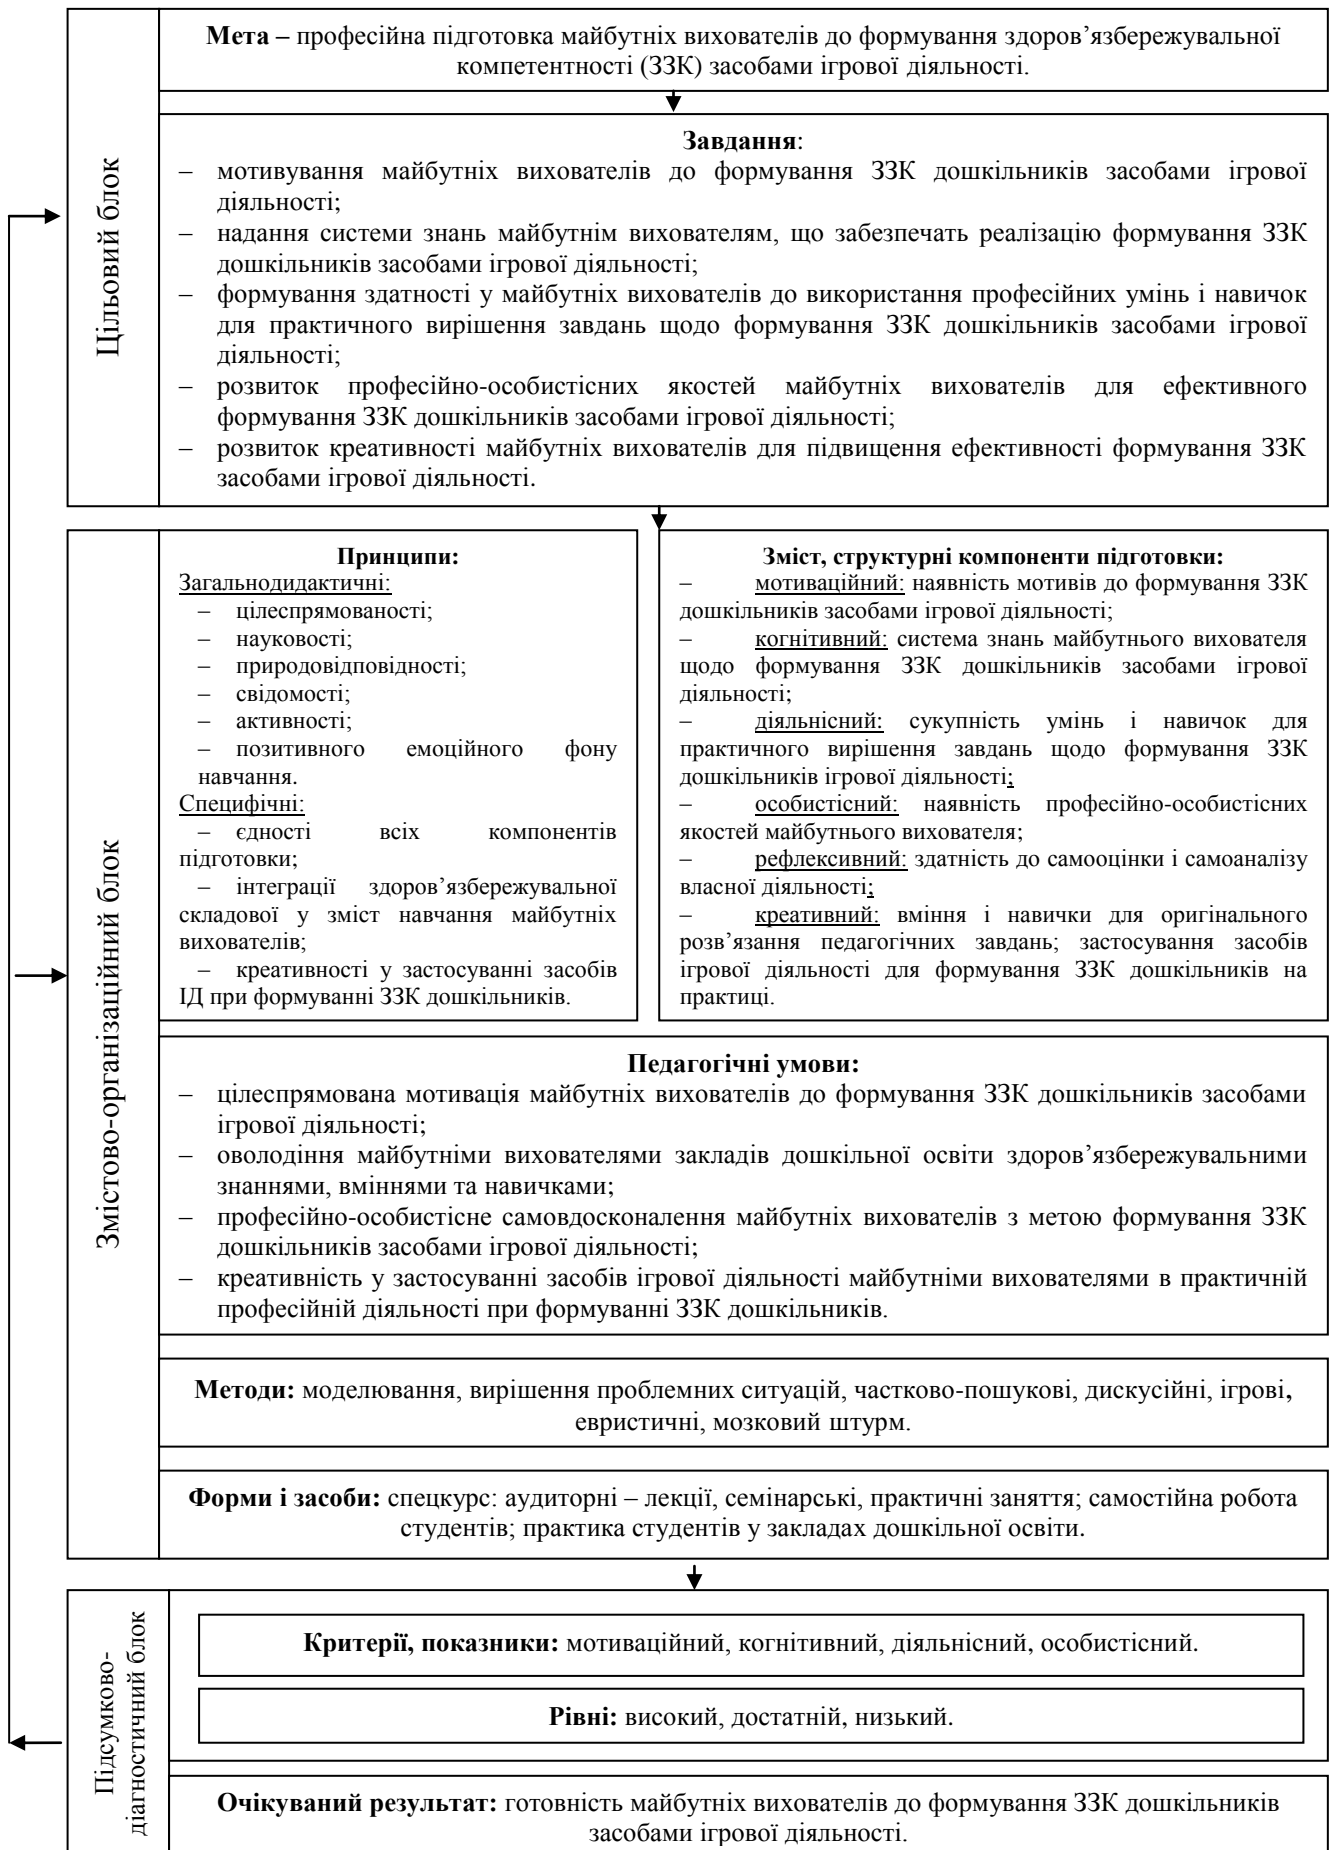 Цільовий блок
Мета – професійна підготовка майбутніх вихователів до формування здоров’язбережувальної
компетентності (ЗЗК) засобами ігрової діяльності.
Завдання:
– мотивування майбутніх вихователів до формування ЗЗК дошкільників засобами ігрової
діяльності;
– надання системи знань майбутнім вихователям, що забезпечать реалізацію формування ЗЗК
дошкільників засобами ігрової діяльності;
– формування здатності у майбутніх вихователів до використання професійних умінь і навичок
для практичного вирішення завдань щодо формування ЗЗК дошкільників засобами ігрової
діяльності;
– розвиток професійно-особистісних якостей майбутніх вихователів для ефективного
формування ЗЗК дошкільників засобами ігрової діяльності;
– розвиток креативності майбутніх вихователів для підвищення ефективності формування ЗЗК
засобами ігрової діяльності.
Змістово-організаційний блок
Принципи:
Загальнодидактичні:
– цілеспрямованості;
– науковості;
– природовідповідності;
– свідомості;
– активності;
– позитивного емоційного фону
навчання.
Специфічні:
– єдності всіх компонентів
підготовки;
– інтеграції здоров’язбережувальної
складової у зміст навчання майбутніх
вихователів;
– креативності у застосуванні засобів
ІД при формуванні ЗЗК дошкільників.
Зміст, структурні компоненти підготовки:
– мотиваційний: наявність мотивів до формування ЗЗК
дошкільників засобами ігрової діяльності;
– когнітивний: система знань майбутнього вихователя
щодо формування ЗЗК дошкільників засобами ігрової
діяльності;
– діяльнісний: сукупність умінь і навичок для
практичного вирішення завдань щодо формування ЗЗК
дошкільників ігрової діяльності;
– особистісний: наявність професійно-особистісних
якостей майбутнього вихователя;
– рефлексивний: здатність до самооцінки і самоаналізу
власної діяльності;
– креативний: вміння і навички для оригінального
розв’язання педагогічних завдань; застосування засобів
ігрової діяльності для формування ЗЗК дошкільників на
практиці.
Педагогічні умови:
– цілеспрямована мотивація майбутніх вихователів до формування ЗЗК дошкільників засобами
ігрової діяльності;
– оволодіння майбутніми вихователями закладів дошкільної освіти здоров’язбережувальними
знаннями, вміннями та навичками;
– професійно-особистісне самовдосконалення майбутніх вихователів з метою формування ЗЗК
дошкільників засобами ігрової діяльності;
– креативність у застосуванні засобів ігрової діяльності майбутніми вихователями в практичній
професійній діяльності при формуванні ЗЗК дошкільників.
Методи: моделювання, вирішення проблемних ситуацій, частково-пошукові, дискусійні, ігрові,
евристичні, мозковий штурм.
Форми і засоби: спецкурс: аудиторні – лекції, семінарські, практичні заняття; самостійна робота
студентів; практика студентів у закладах дошкільної освіти.
Підсумково-
діагностичний блок
Критерії, показники: мотиваційний, когнітивний, діяльнісний, особистісний.
Рівні: високий, достатній, низький.
Очікуваний результат: готовність майбутніх вихователів до формування ЗЗК дошкільників
засобами ігрової діяльності.